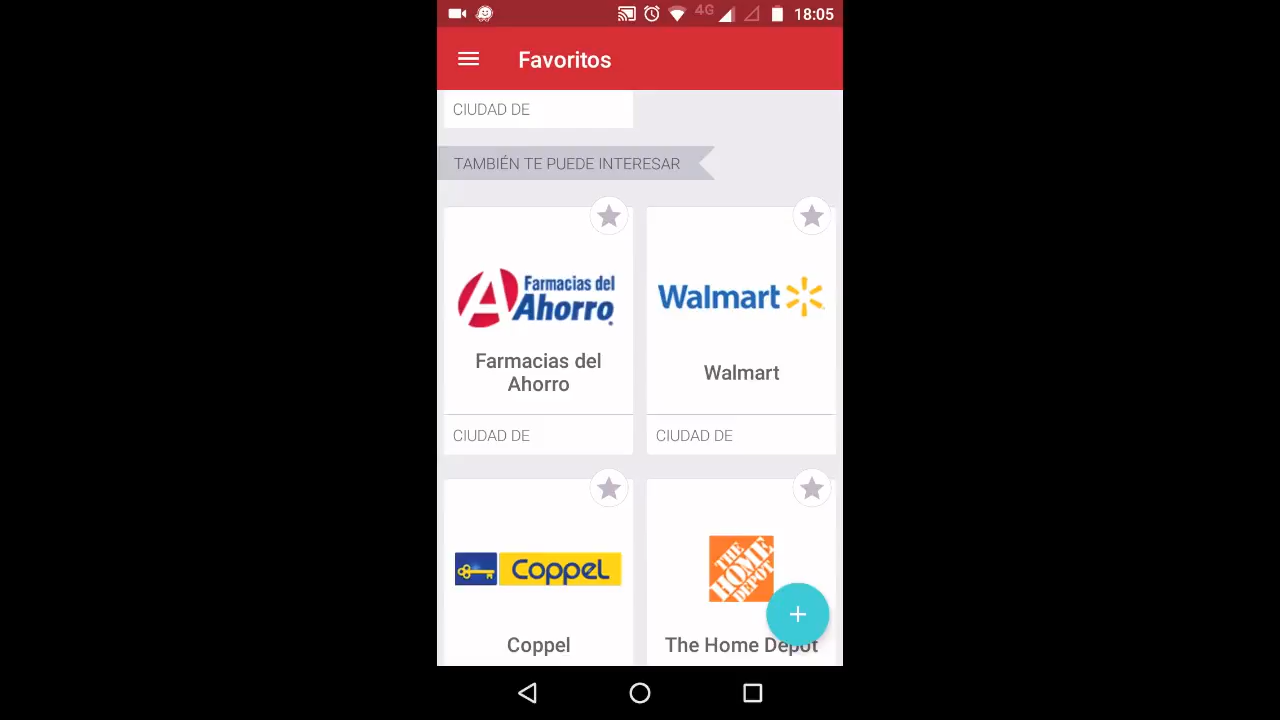 4G 18:05
Favoritos
CIUDAD DE
TAMBIÉN TE PUEDE INTERESAR
Farmacias del
Ahorro
Walmart
Farmacias del
Ahorro
Walmart
CIUDAD DE
CIUDAD DE
Coppel
THE
HOME
DEPOT
+
Coppel
The Home Depot